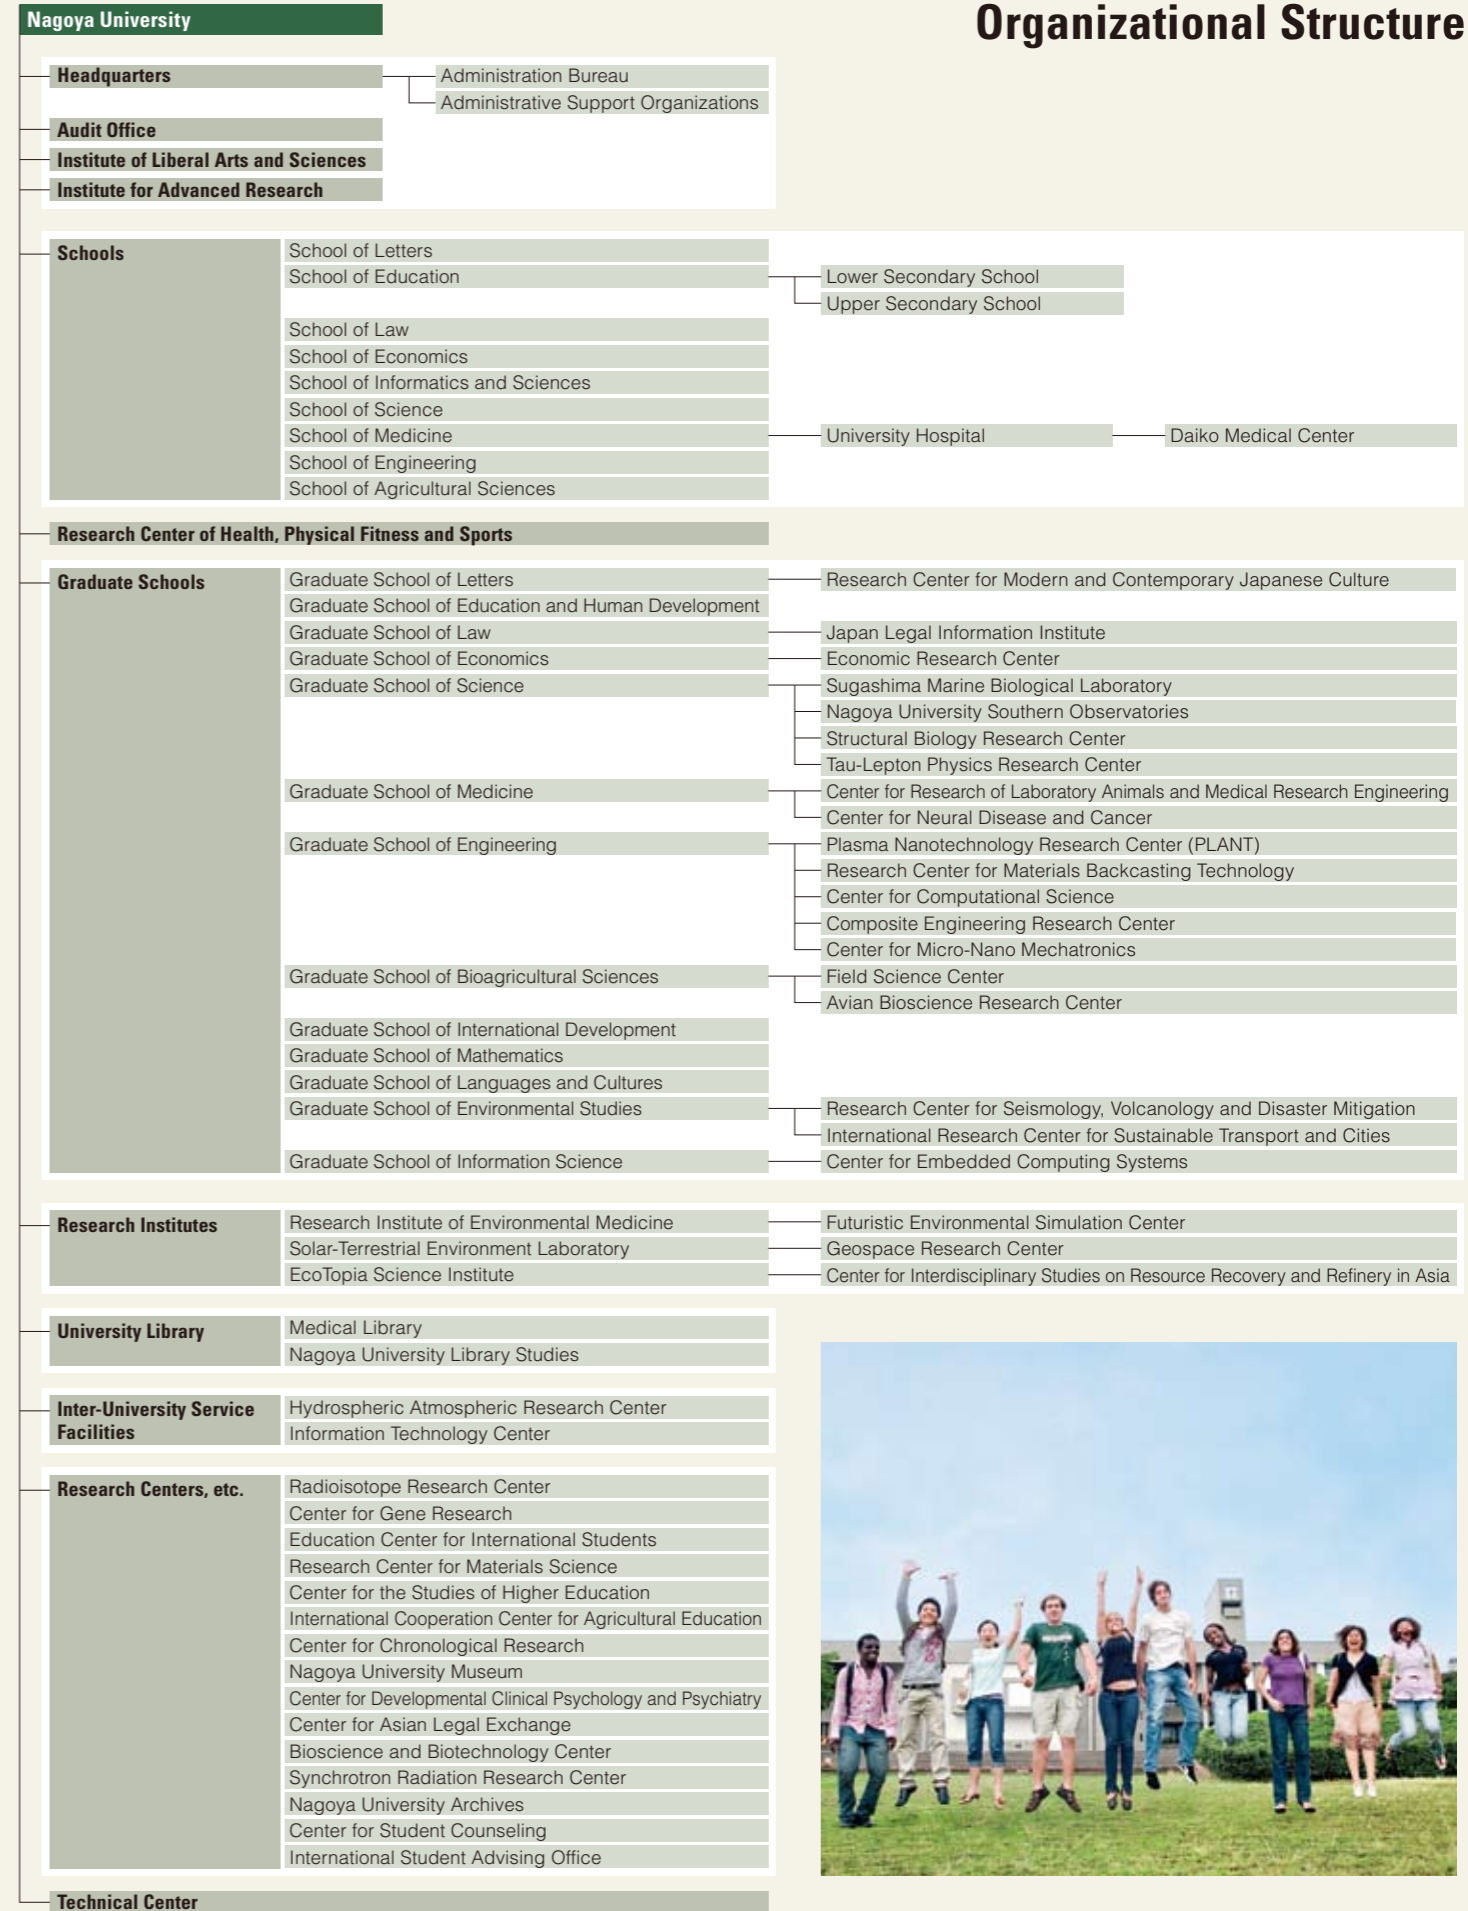 Nagoya University
Organizational Structure
Headquarters
Administration Bureau
Administrative Support Organizations
Audit Office
Institute of Liberal Arts and Sciences
Institute for Advanced Research
Schools
School of Letters
School of Education
Lower Secondary School
Upper Secondary School
School of Law
School of Economics
School of Informatics and Sciences
School of Science
School of Medicine
University Hospital
Daiko Medical Center
School of Engineering
School of Agricultural Sciences
Research Center of Health, Physical Fitness and Sports
Graduate Schools
Graduate School of Letters
Research Center for Modern and Contemporary Japanese Culture
Graduate School of Education and Human Development
Graduate School of Law
Japan Legal Information Institute
Graduate School of Economics
Economic Research Center
Graduate School of Science
Sugashima Marine Biological Laboratory
Nagoya University Southern Observatories
Structural Biology Research Center
Tau-Lepton Physics Research Center
Graduate School of Medicine
Center for Research of Laboratory Animals and Medical Research Engineering
Center for Neural Disease and Cancer
Graduate School of Engineering
Plasma Nanotechnology Research Center (PLANT)
Research Center for Materials Backcasting Technology
Center for Computational Science
Composite Engineering Research Center
Center for Micro-Nano Mechatronics
Graduate School of Bioagricultural Sciences
Field Science Center
Avian Bioscience Research Center
Graduate School of International Development
Graduate School of Mathematics
Graduate School of Languages and Cultures
Graduate School of Environmental Studies
Research Center for Seismology, Volcanology and Disaster Mitigation
International Research Center for Sustainable Transport and Cities
Graduate School of Information Science
Center for Embedded Computing Systems
Research Institutes
Research Institute of Environmental Medicine
Futuristic Environmental Simulation Center
Solar-Terrestrial Environment Laboratory
Geospace Research Center
EcoTopia Science Institute
Center for Interdisciplinary Studies on Resource Recovery and Refinery in Asia
University Library
Medical Library
Nagoya University Library Studies
Inter-University Service
Facilities
Hydrospheric Atmospheric Research Center
Information Technology Center
Research Centers, etc.
Radioisotope Research Center
Center for Gene Research
Education Center for International Students
Research Center for Materials Science
Center for the Studies of Higher Education
International Cooperation Center for Agricultural Education
Center for Chronological Research
Nagoya University Museum
Center for Developmental Clinical Psychology and Psychiatry
Center for Asian Legal Exchange
Bioscience and Biotechnology Center
Synchrotron Radiation Research Center
Nagoya University Archives
Center for Student Counseling
International Student Advising Office
Technical Center